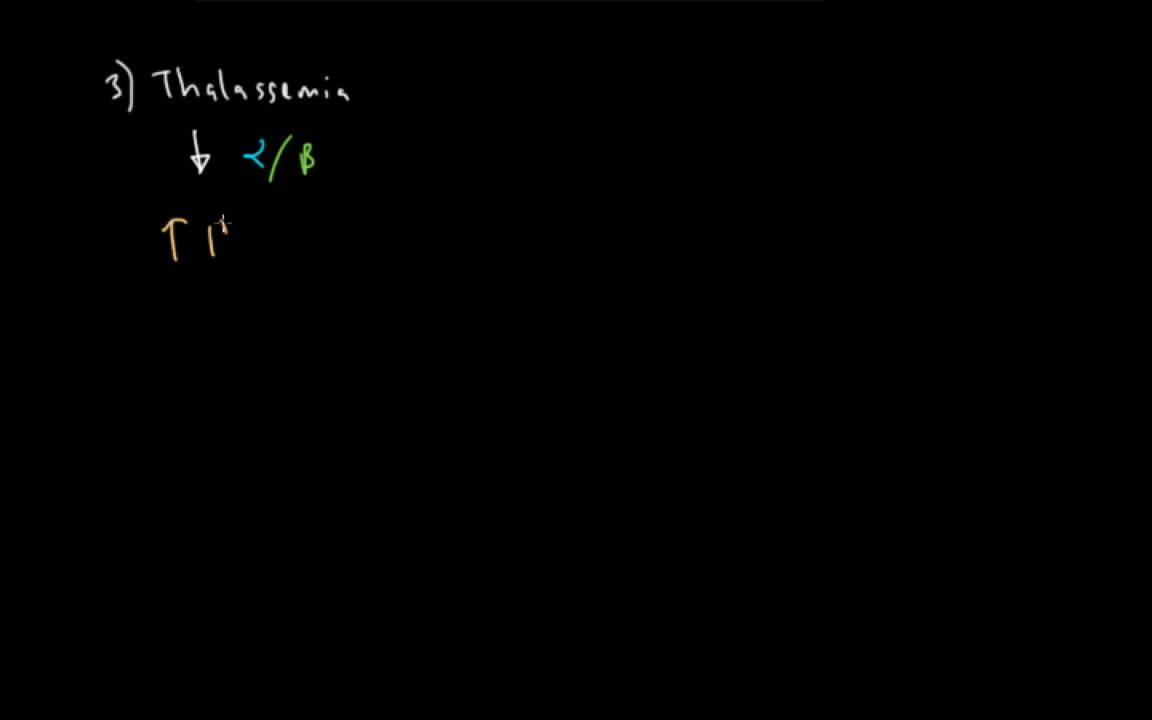 3) Thalassemia
↓ α/β
↑